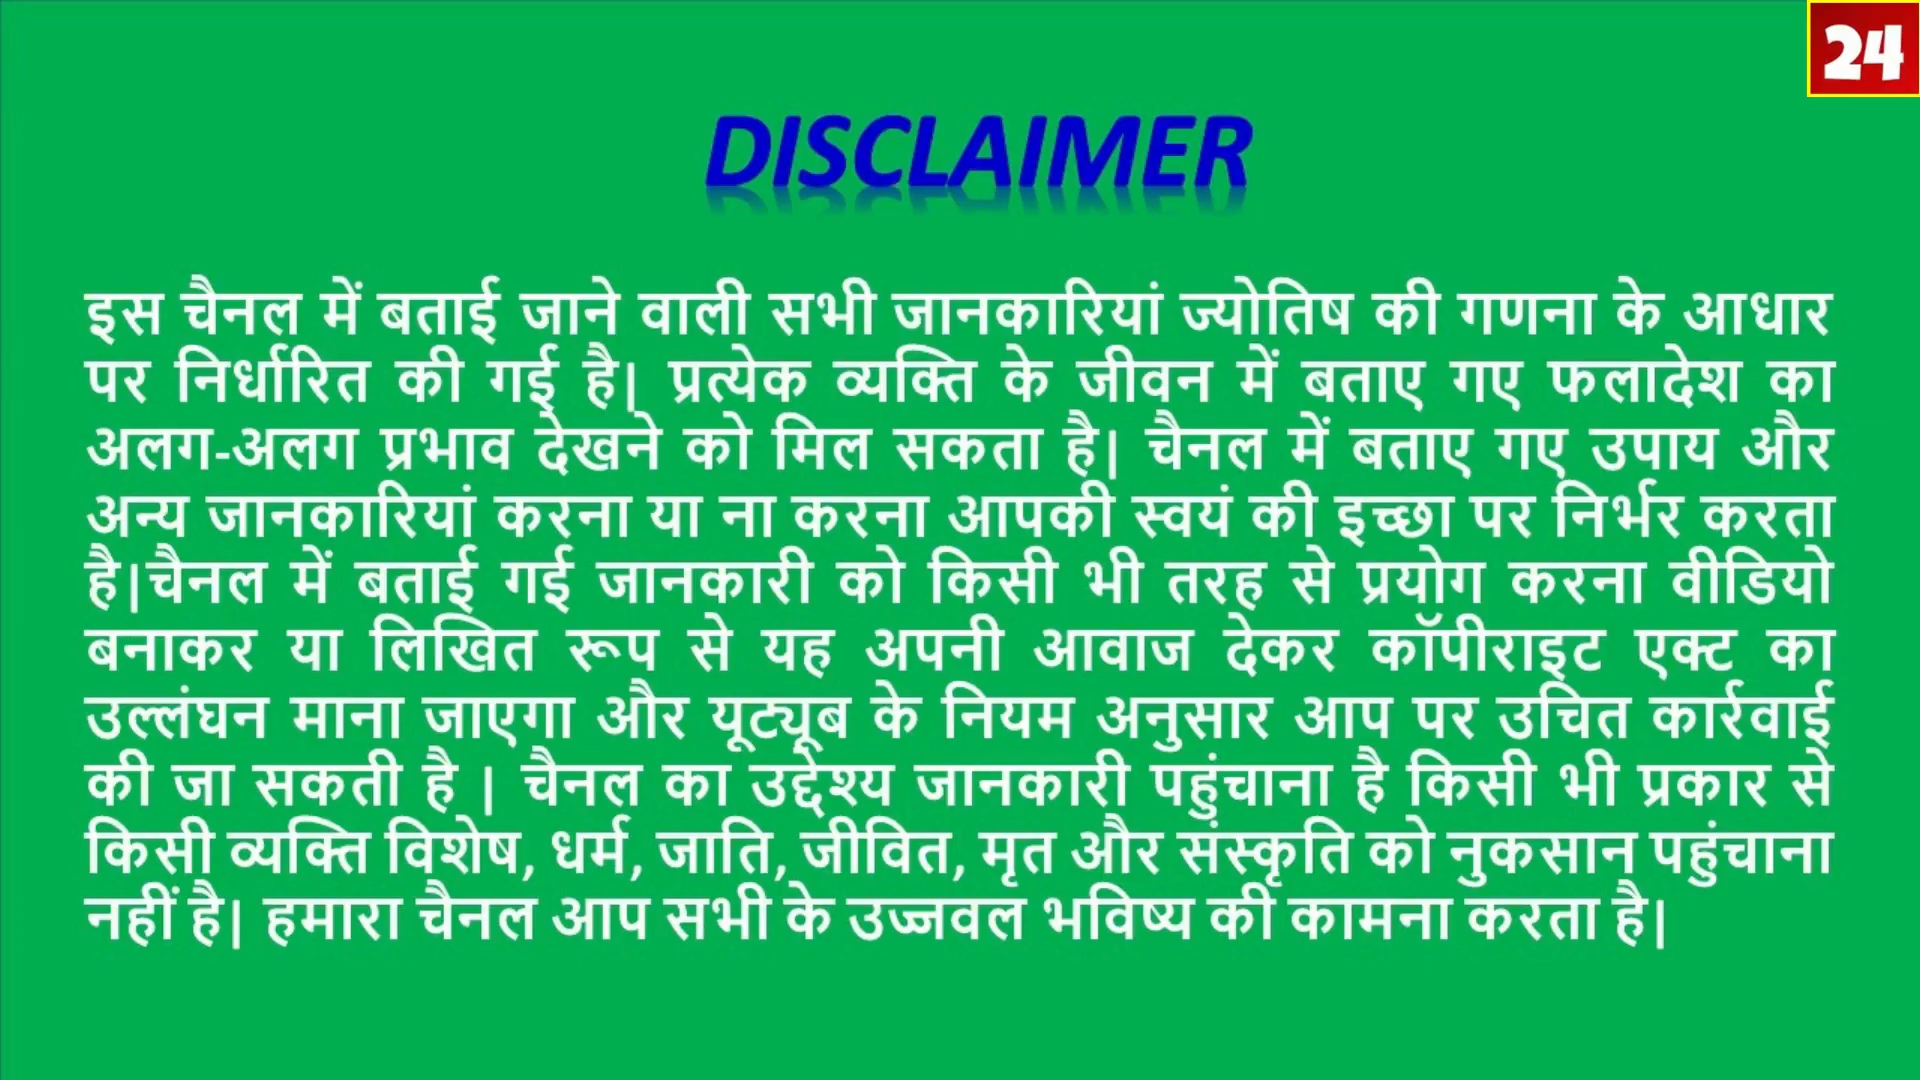 24
DISCLAIMER
इस चैनल में बताई जाने वाली सभी जानकारियां ज्योतिष की गणना के आधार
पर निर्धारित की गई है| प्रत्येक व्यक्ति के जीवन में बताए गए फलादेश का
अलग-अलग प्रभाव देखने को मिल सकता है| चैनल में बताए गए उपाय और
अन्य जानकारियां करना या ना करना आपकी स्वयं की इच्छा पर निर्भर करता
है|चैनल में बताई गई जानकारी को किसी भी तरह से प्रयोग करना वीडियो
बनाकर या लिखित रूप से यह अपनी आवाज देकर कॉपीराइट एक्ट का
उल्लंघन माना जाएगा और यूट्यूब के नियम अनुसार आप पर उचित कार्रवाई
की जा सकती है | चैनल का उद्देश्य जानकारी पहुंचाना है किसी भी प्रकार से
किसी व्यक्ति विशेष, धर्म, जाति, जीवित, मृत और संस्कृति को नुकसान पहुंचाना
नहीं है| हमारा चैनल आप सभी के उज्जवल भविष्य की कामना करता है|